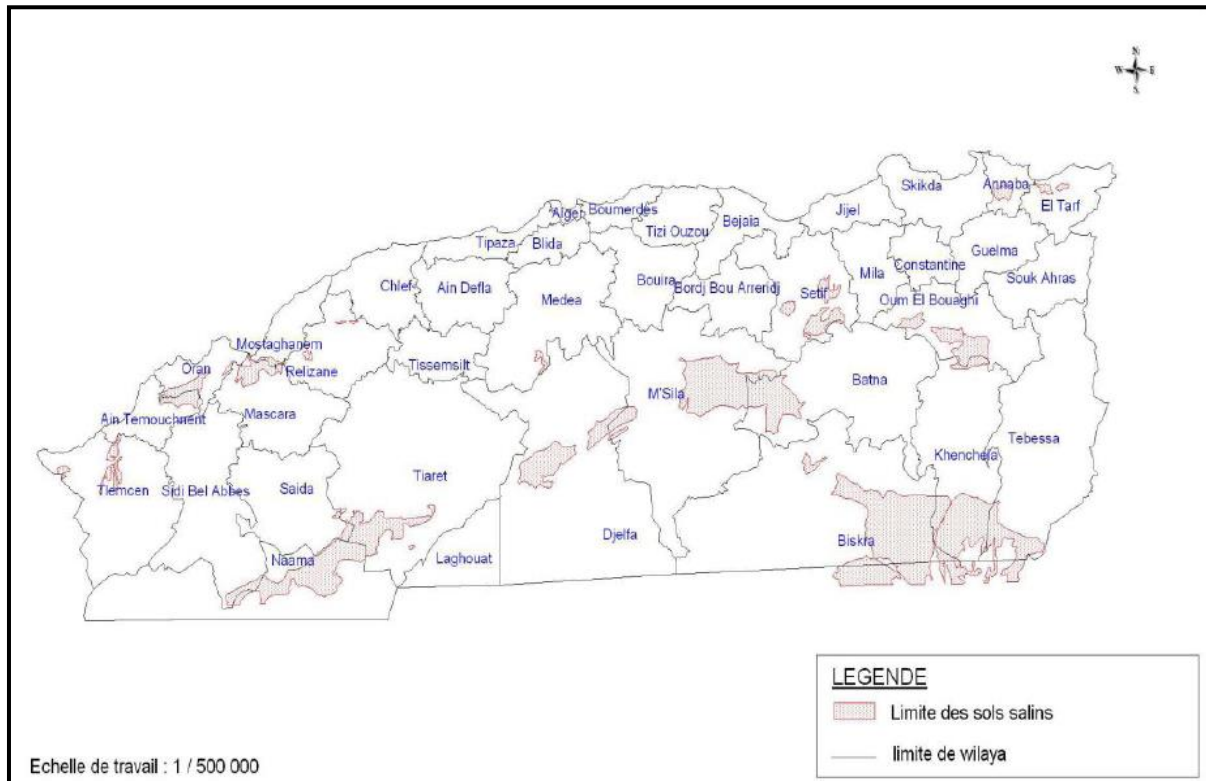 N
W E
S
Skikda
Annaba
El Tarf
Jijel
Alger
Boumerdès
Tizi Ouzou
Bejaia
Tipaza
Blida
Guelma
Mila
Constantine
Souk Ahras
Chlef
Ain Defla
Medea
Bouira
Bordj Bou Arreridj
Setif
Oum El Bouaghi
Mostaghanem
Oran
Relizane
Tissemsilt
M'Sila
Batna
Ain Temouchnent
Mascara
Tebessa
Khenchela
Tlemcen
Sidi Bel Abbes
Saida
Tiaret
Naama
Laghouat
Djelfa
Biskra
LEGENDE
Limite des sols salins
limite de wilaya
Echelle de travail : 1 / 500 000